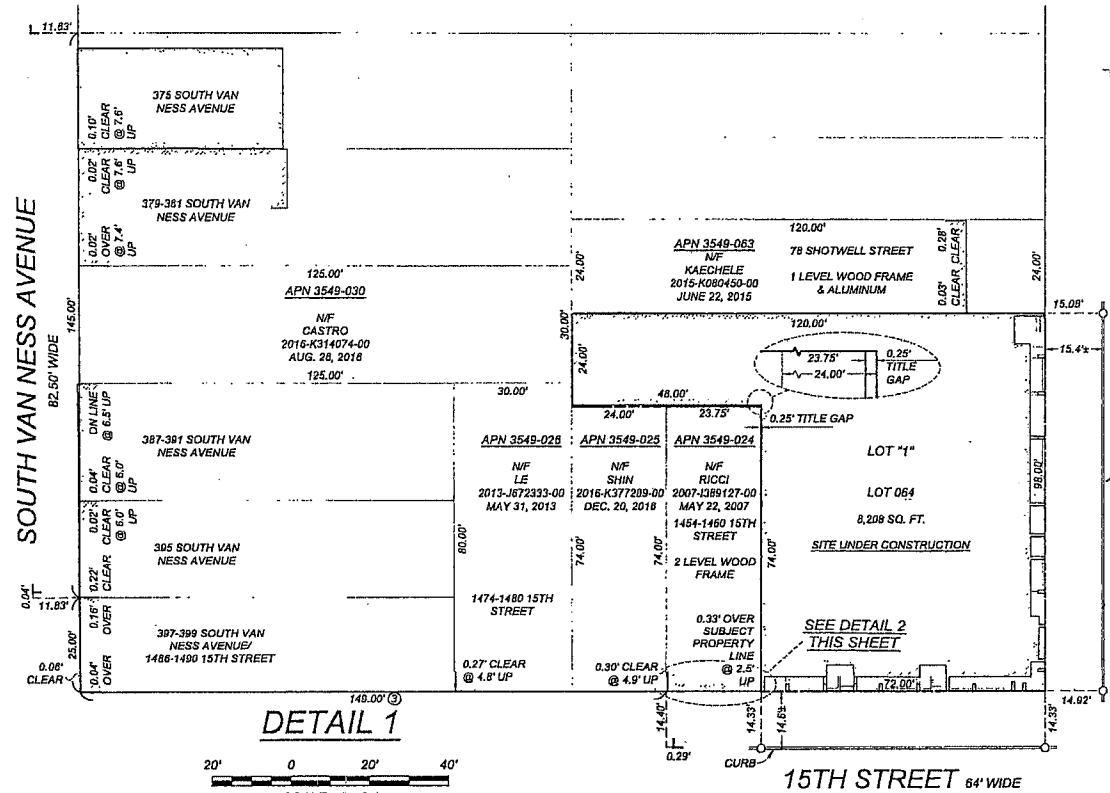 11.83'
375 SOUTH VAN
NESS AVENUE
0.10'
CLEAR
@ 7.6'
UP
0.02'
CLEAR
@ 7.6'
UP
379-381 SOUTH VAN
NESS AVENUE
0.02'
OVER
@ 7.4'
UP
SOUTH VAN NESS AVENUE
82.50' WIDE
145.00'
125.00'
APN 3549-030
N/F
CASTRO
2016-K314074-00
AUG. 26, 2016
125.00'
24.00'
APN 3549-063
N/F
KAECHELE
2015-K080450-00
JUNE 22, 2015
120.00'
78 SHOTWELL STREET
1 LEVEL WOOD FRAME
& ALUMINUM
0.28'
CLEAR
0.03'
CLEAR
24.00'
15.08'
15.4'±
30.00'
24.00'
120.00'
23.75'
24.00'
0.25'
TITLE
GAP
48.00'
24.00'
23.75'
0.25' TITLE GAP
ON LINE
@ 6.5' UP
387-391 SOUTH VAN
NESS AVENUE
0.04'
CLEAR
@ 6.0'
UP
0.02'
CLEAR
@ 6.0'
UP
395 SOUTH VAN
NESS AVENUE
0.22'
CLEAR
0.04'
11.83'
0.16'
OVER
25.00'
397-399 SOUTH VAN
NESS AVENUE/
1486-1490 15TH STREET
0.06'
CLEAR
0.04'
OVER
30.00'
80.00'
APN 3549-026
N/F
LE
2013-J672333-00
MAY 31, 2013
1474-1480 15TH
STREET
0.27' CLEAR
@ 4.8' UP
74.00'
APN 3549-025
N/F
SHIN
2016-K377289-00
DEC. 20, 2016
0.30' CLEAR
@ 4.9' UP
74.00'
APN 3549-024
N/F
RICCI
2007-I389127-00
MAY 22, 2007
1454-1460 15TH
STREET
2 LEVEL WOOD
FRAME
0.33' OVER
SUBJECT
PROPERTY
LINE
@ 2.5'
UP
74.00'
LOT "1"
LOT 064
8,208 SQ. FT.
SITE UNDER CONSTRUCTION
98.00'
SEE DETAIL 2
THIS SHEET
72.00'
149.00' 3
14.40'
0.29'
14.33'
14.6'±
14.33'
14.92'
CURB
DETAIL 1
20' 0 20' 40'
15TH STREET 64' WIDE